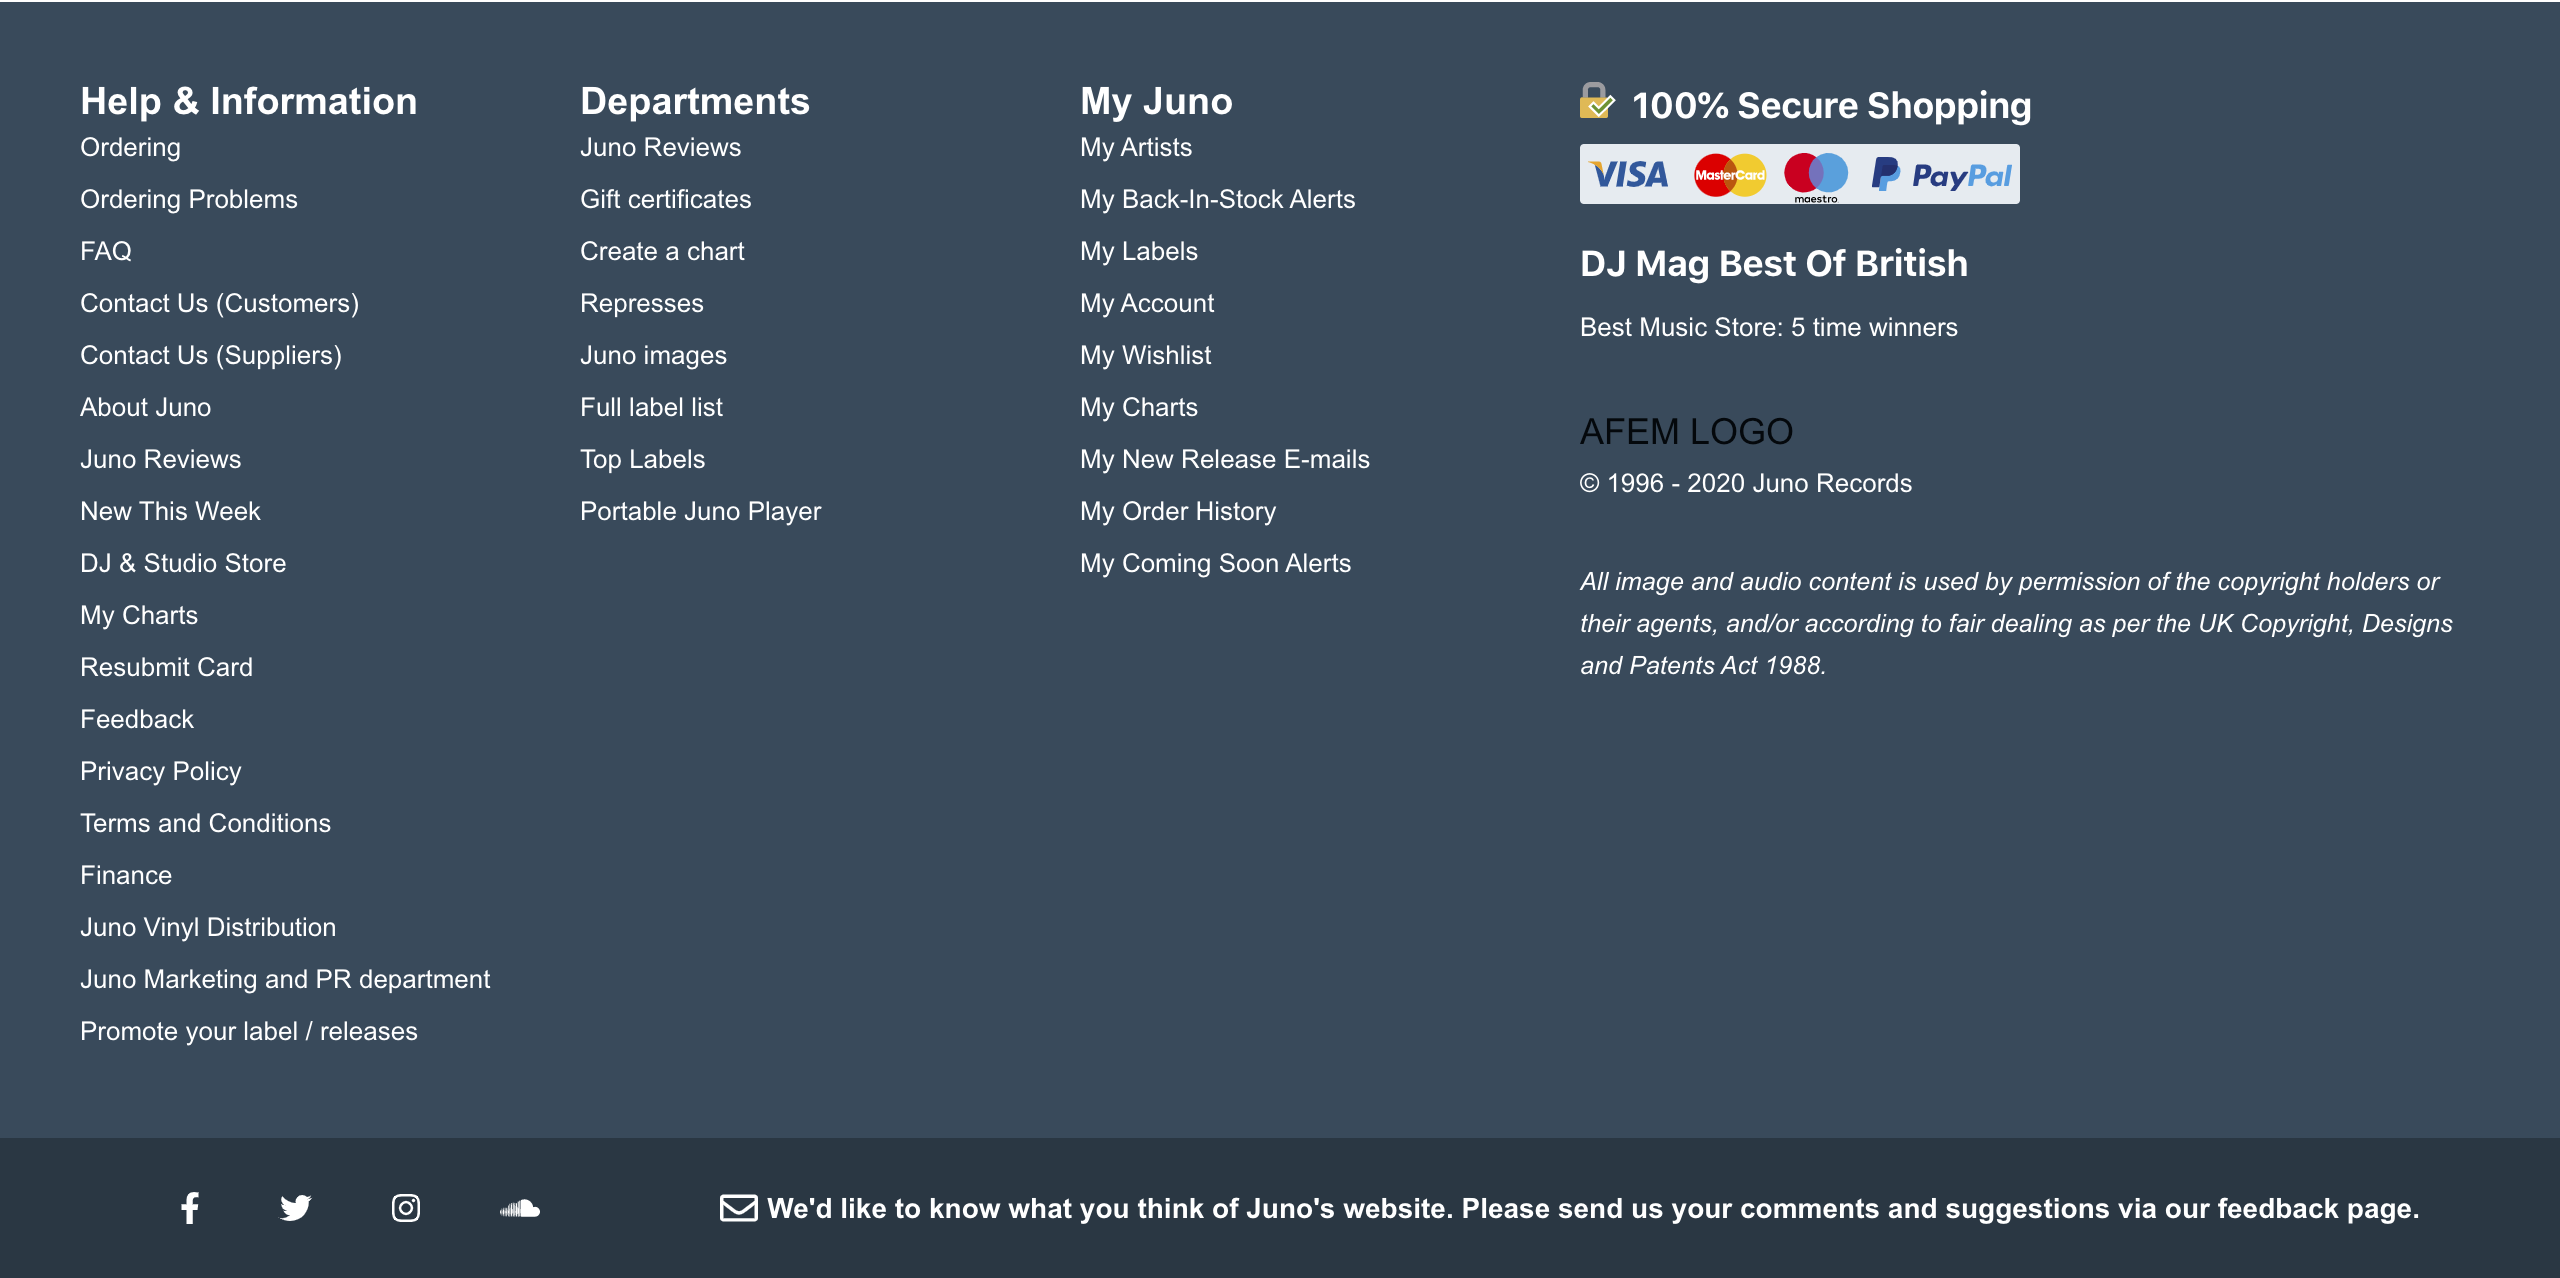 Help & Information
Ordering
Ordering Problems
FAQ
Contact Us (Customers)
Contact Us (Suppliers)
About Juno
Juno Reviews
New This Week
DJ & Studio Store
My Charts
Resubmit Card
Feedback
Privacy Policy
Terms and Conditions
Finance
Juno Vinyl Distribution
Juno Marketing and PR department
Promote your label / releases
Departments
Juno Reviews
Gift certificates
Create a chart
Represses
Juno images
Full label list
Top Labels
Portable Juno Player
My Juno
My Artists
My Back-In-Stock Alerts
My Labels
My Account
My Wishlist
My Charts
My New Release E-mails
My Order History
My Coming Soon Alerts
100% Secure Shopping
VISA MasterCard maestro PayPal
DJ Mag Best Of British
Best Music Store: 5 time winners
AFEM LOGO
© 1996 - 2020 Juno Records
All image and audio content is used by permission of the copyright holders or
their agents, and/or according to fair dealing as per the UK Copyright, Designs
and Patents Act 1988.
We'd like to know what you think of Juno's website. Please send us your comments and suggestions via our feedback page.